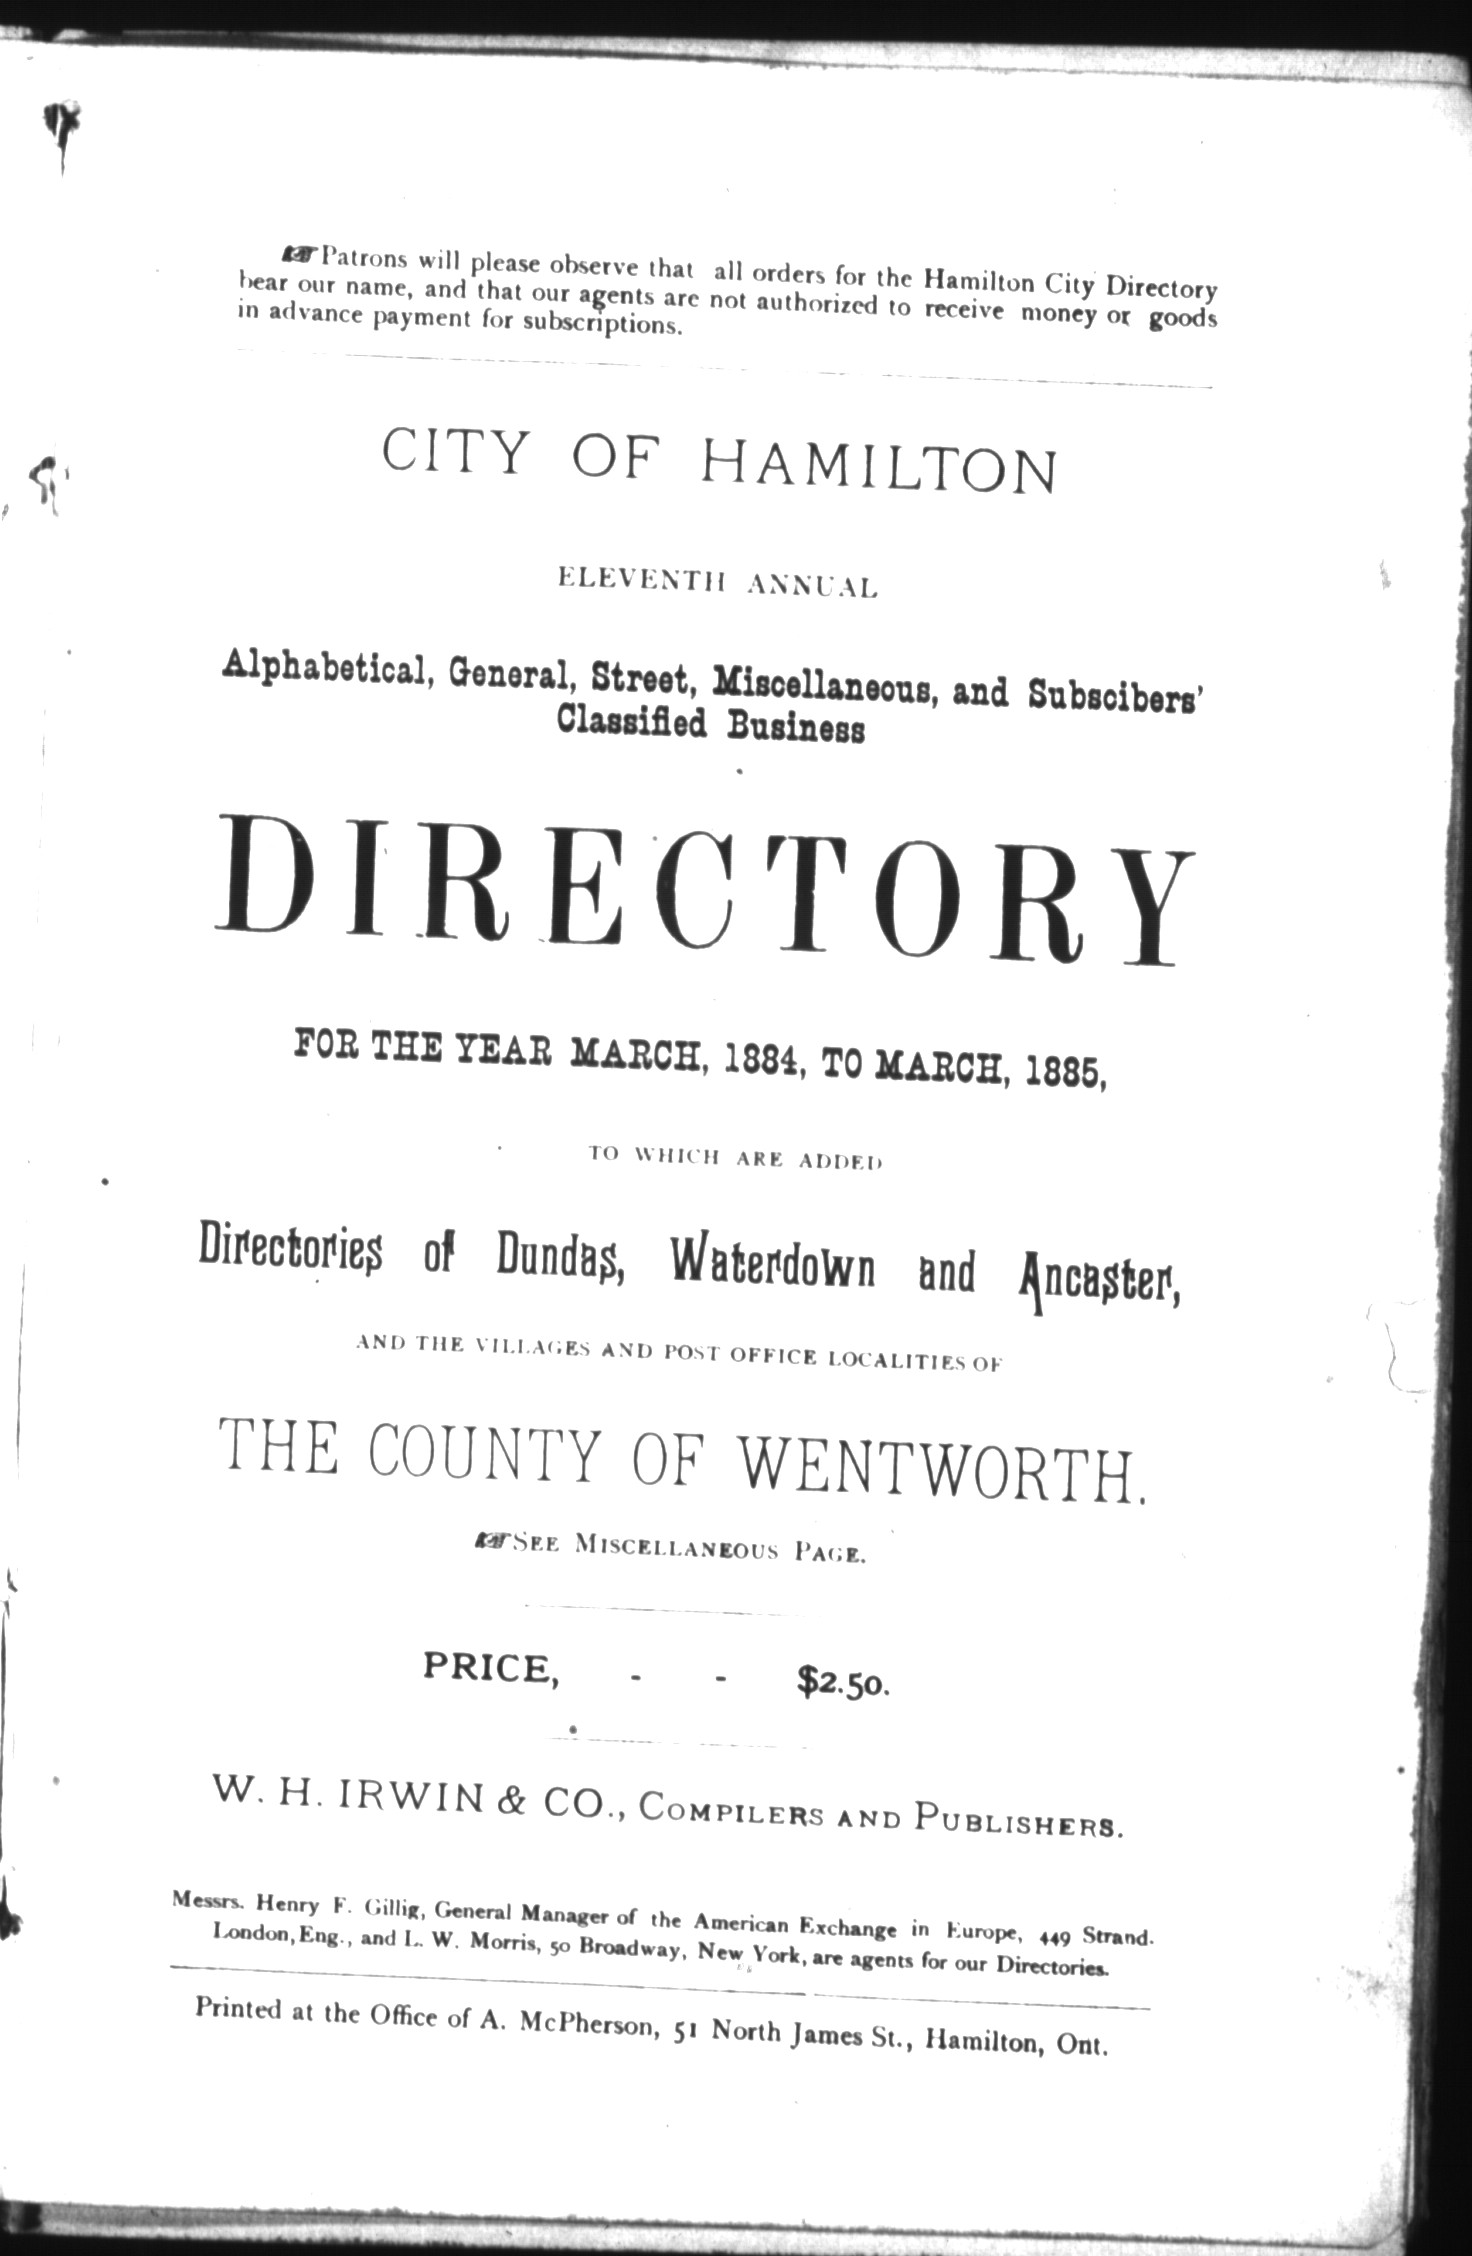 ☛Patrons will please observe that all orders for the Hamilton City Directory
bear our name, and that our agents are not authorized to receive money or goods
in advance payment for subscriptions.
CITY OF HAMILTON
ELEVENTH ANNUAL
Alphabetical, General, Street, Miscellaneous, and Subscibers'
Classified Business
DIRECTORY
FOR THE YEAR MARCH, 1884, TO MARCH, 1885,
TO WHICH ARE ADDED
Directories of Dundas, Waterdown and Ancaster,
AND THE VILLAGES AND POST OFFICE LOCALITIES OF
THE COUNTY OF WENTWORTH.
☛SEE MISCELLANEOUS PAGE.
PRICE, - - $2.50.
W. H. IRWIN & CO., COMPILERS AND PUBLISHERS.
Messrs. Henry F. Gillig, General Manager of the American Exchange in Europe, 449 Strand.
London, Eng., and L. W. Morris, 50 Broadway, New York, are agents for our Directories.
Printed at the Office of A. McPherson, 51 North James St., Hamilton, Ont.